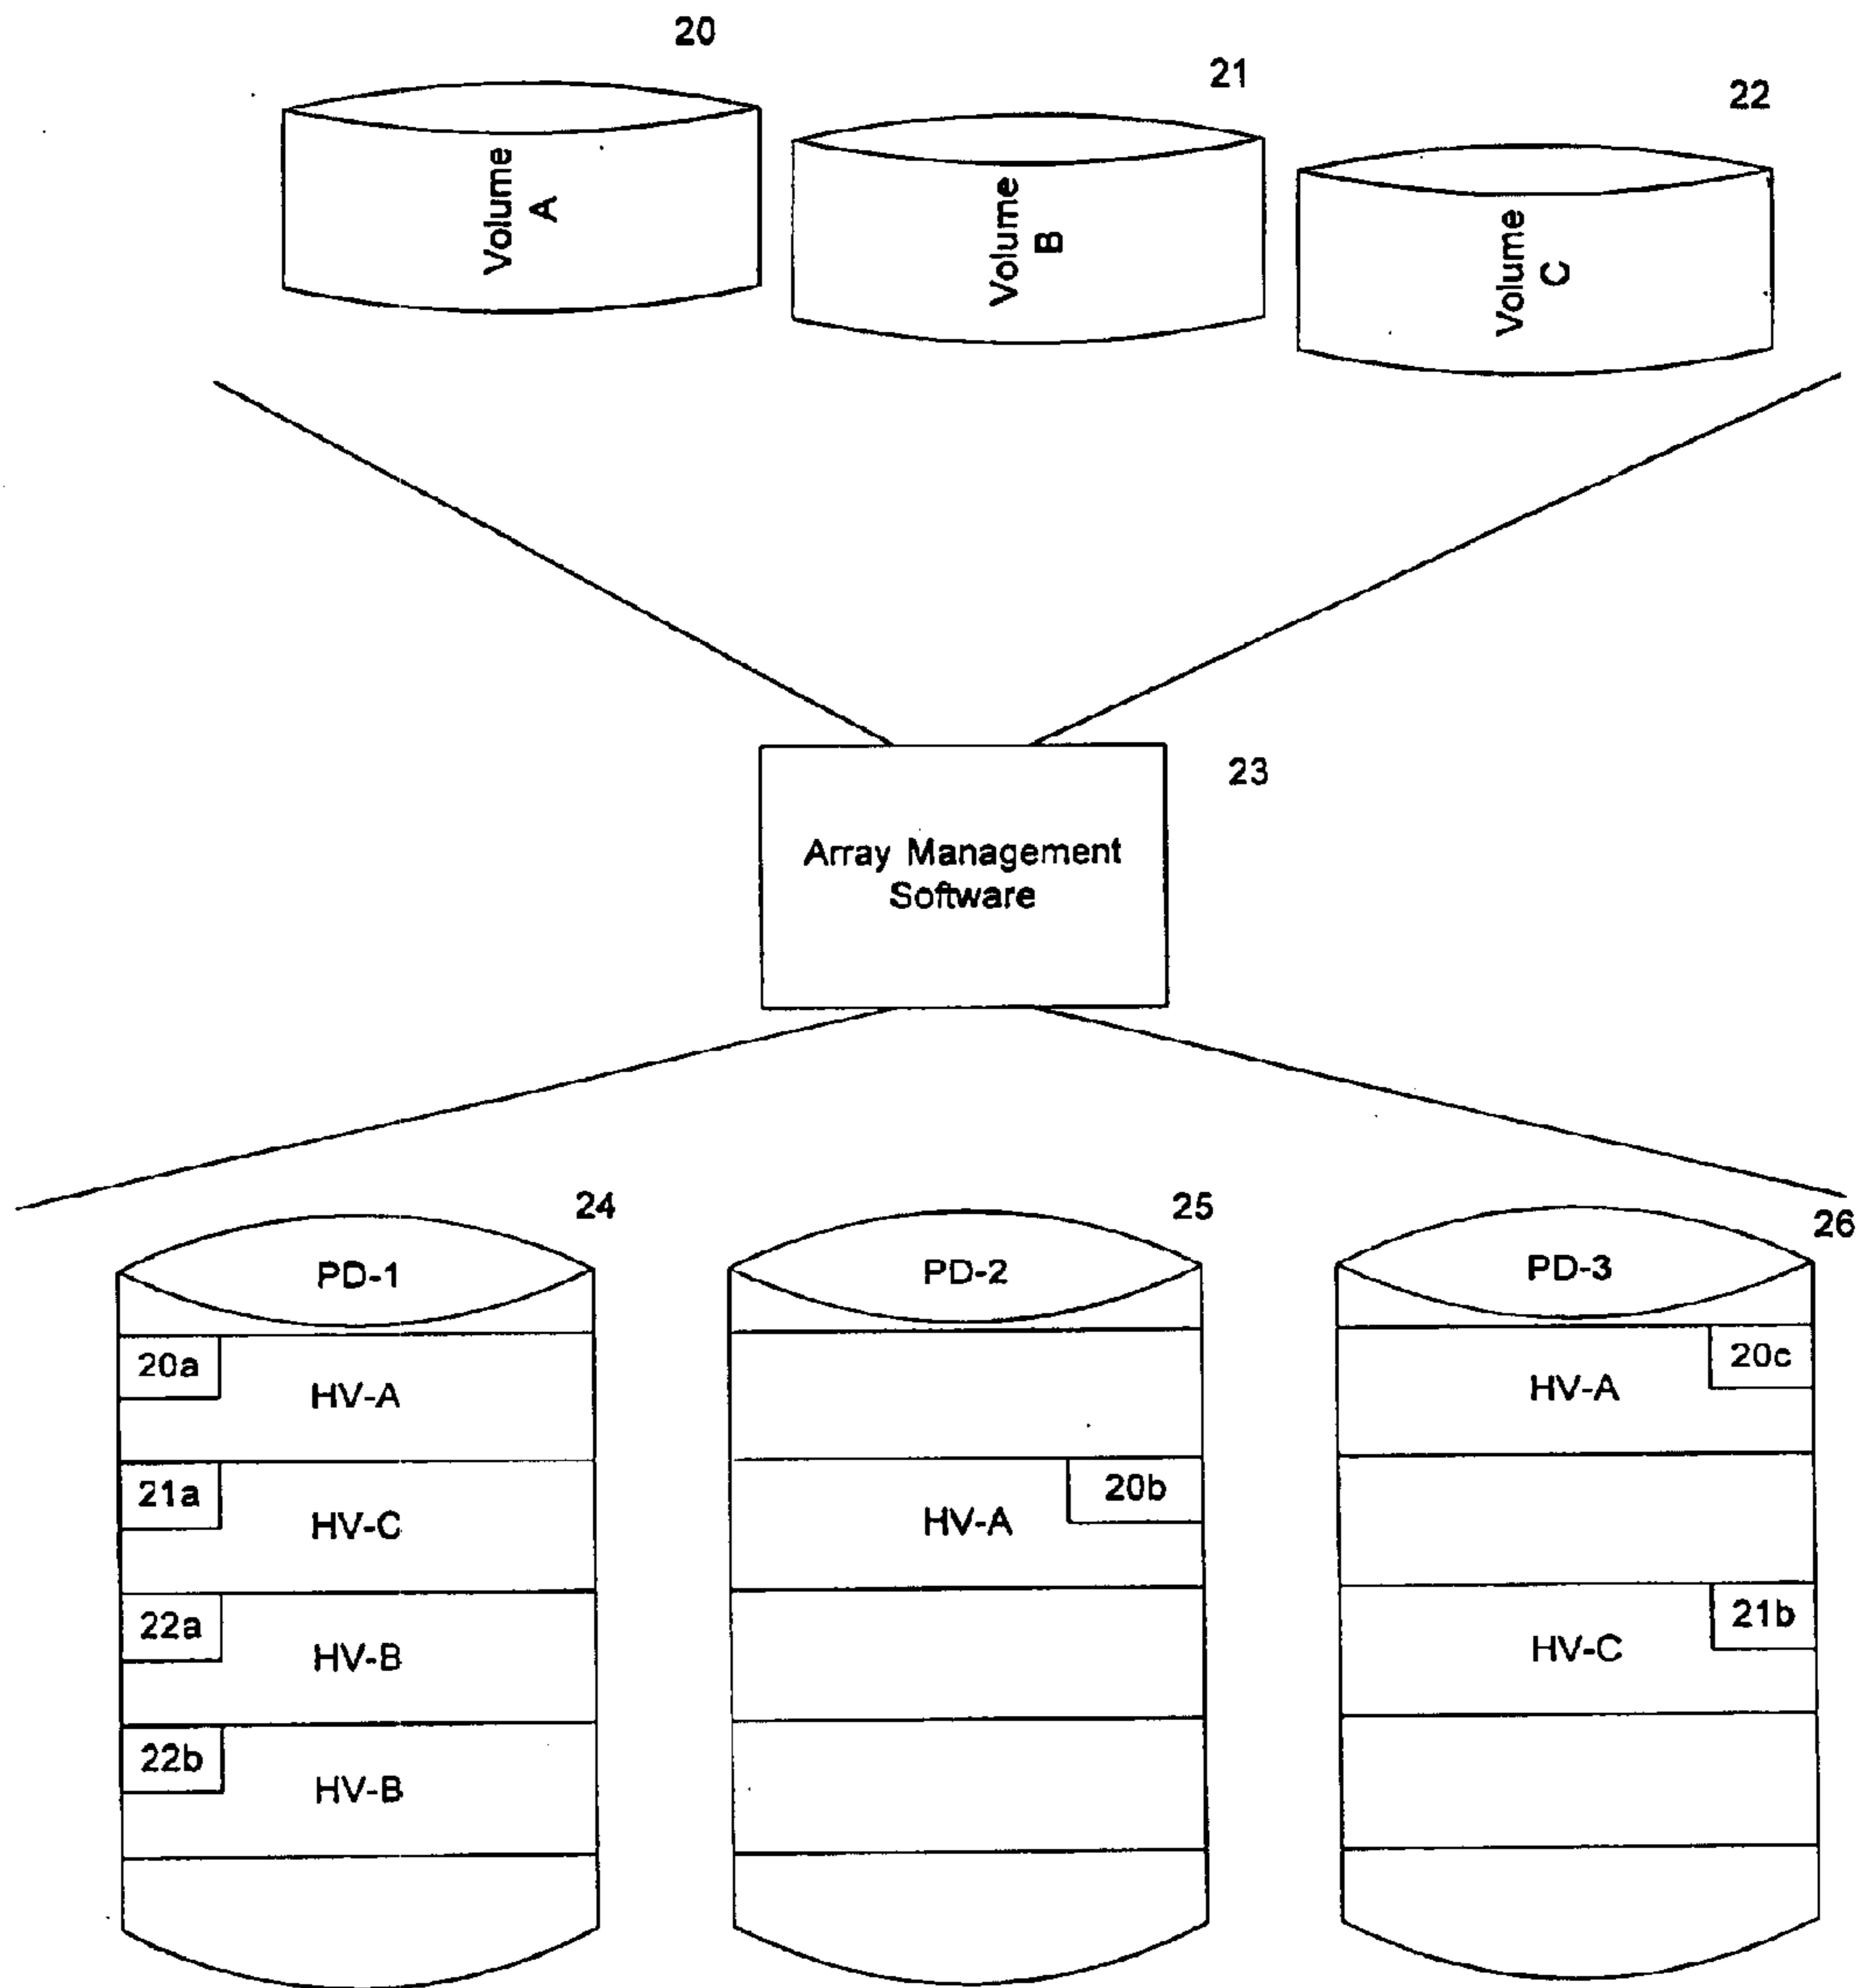 20
21
22
Volume
A
Volume
B
Volume
C
23
Array Management
Software
24
25
26
PD-1
PD-2
PD-3
20a
HV-A
20c
HV-A
21a
HV-C
20b
HV-A
22a
HV-B
21b
HV-C
22b
HV-B